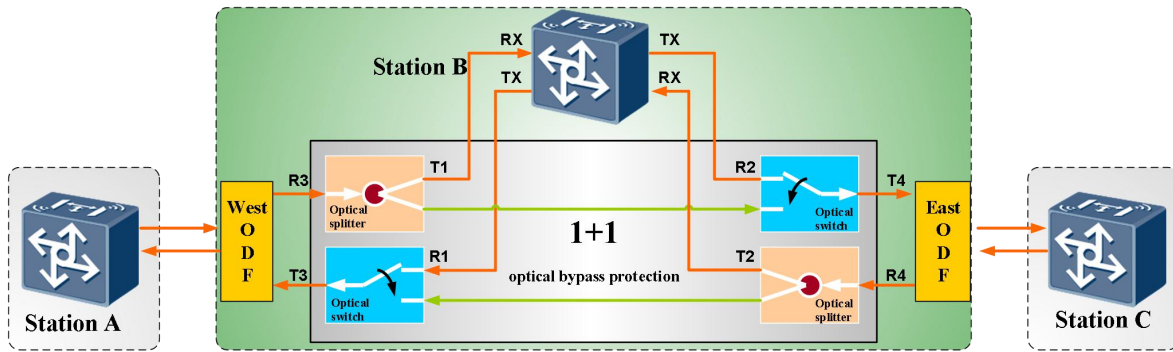 RX
TX
Station B
TX
RX
R3
T1
R2
T4
West
O
D
F
Optical
splitter
Optical
switch
East
O
D
F
1+1
R1
T2
optical bypass protection
T3
R4
Optical
switch
Optical
splitter
Station A
Station C